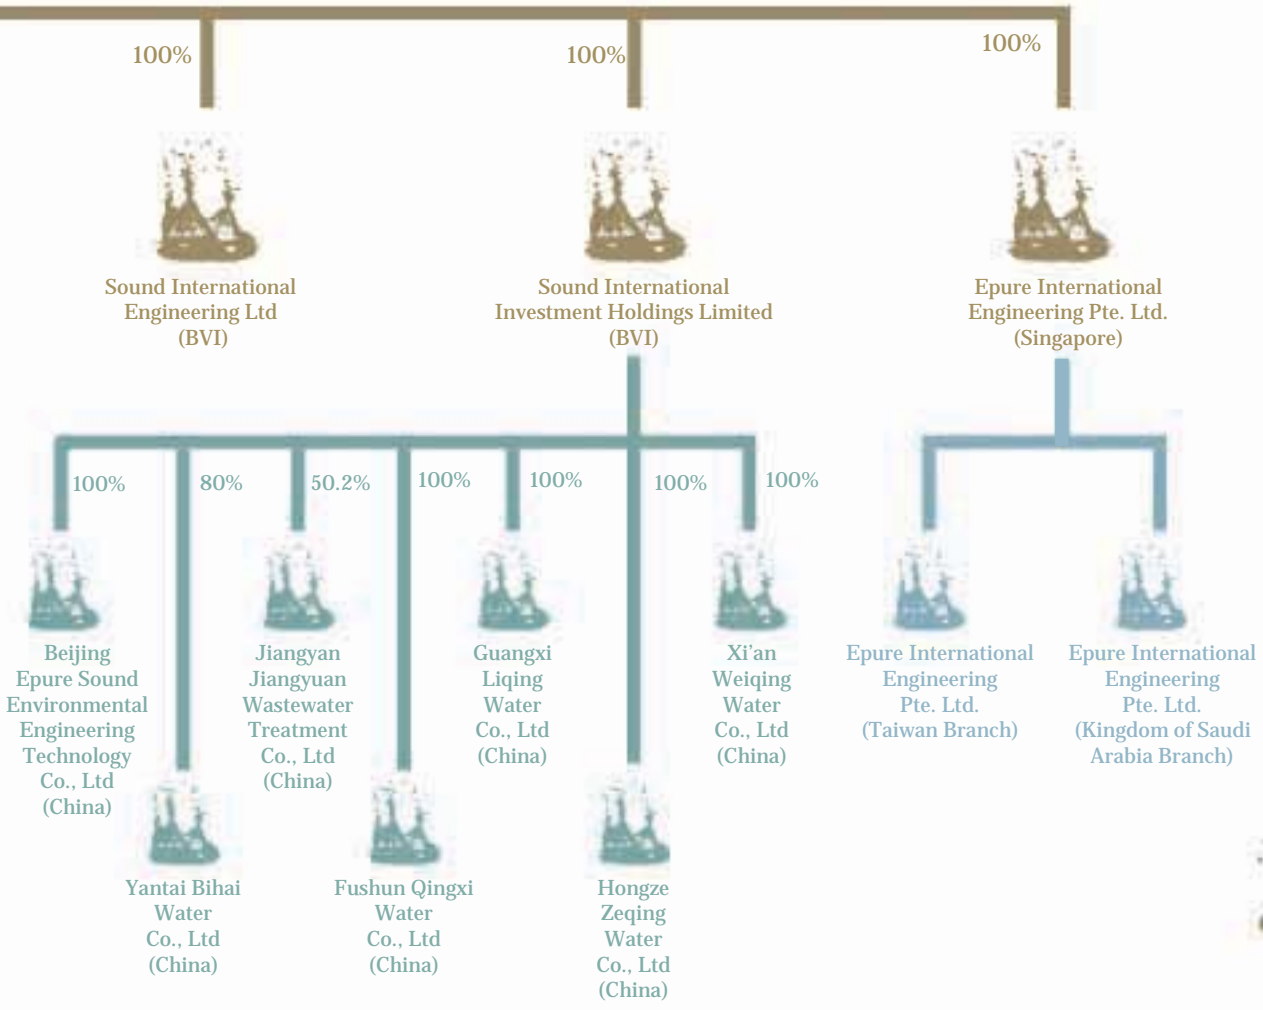 100%
100%
100%
Sound International
Engineering Ltd
(BVI)
Sound International
Investment Holdings Limited
(BVI)
Epure International
Engineering Pte. Ltd.
(Singapore)
100%
80%
50.2%
100%
100%
100%
100%
Beijing
Epure Sound
Environmental
Engineering
Technology
Co., Ltd
(China)
Jiangyan
Jiangyuan
Wastewater
Treatment
Co., Ltd
(China)
Guangxi
Liqing
Water
Co., Ltd
(China)
Xi'an
Weiqing
Water
Co., Ltd
(China)
Epure International
Engineering
Pte. Ltd.
(Taiwan Branch)
Epure International
Engineering
Pte. Ltd.
(Kingdom of Saudi
Arabia Branch)
Yantai Bihai
Water
Co., Ltd
(China)
Fushun Qingxi
Water
Co., Ltd
(China)
Hongze
Zeqing
Water
Co., Ltd
(China)